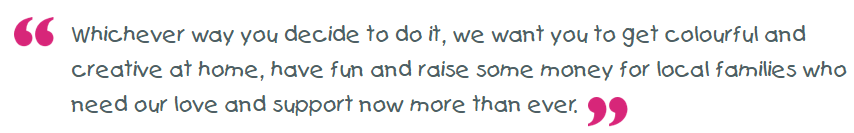 “ Whichever way you decide to do it, we want you to get colourful and
creative at home, have fun and raise some money for local families who
need our love and support now more than ever. ”